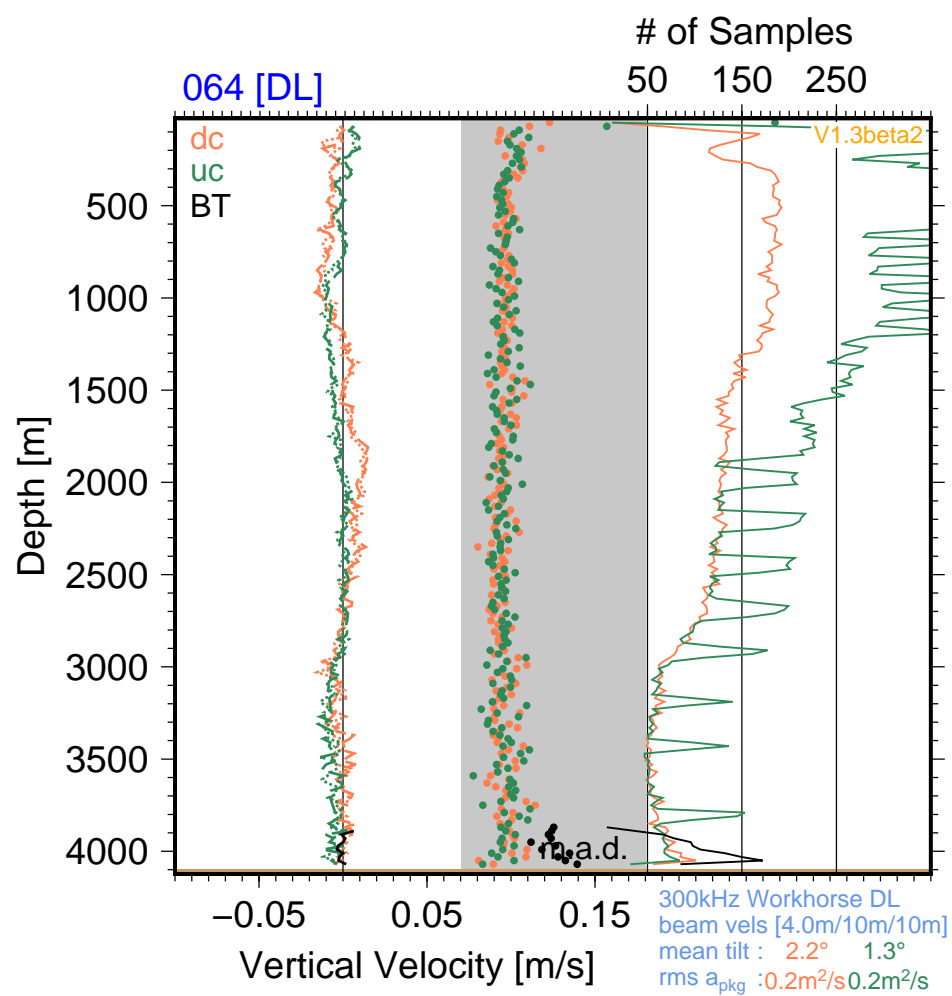 # of Samples
50 150 250
064 [DL]
dc
uc
BT
V1.3beta2
500
1000
1500
2000
2500
3000
3500
4000
Depth [m]
m.a.d.
−0.05 0.05 0.15
Vertical Velocity [m/s]
300kHz Workhorse DL
beam vels [4.0m/10m/10m]
mean tilt : 2.2° 1.3°
rms apkg :0.2m²/s 0.2m²/s